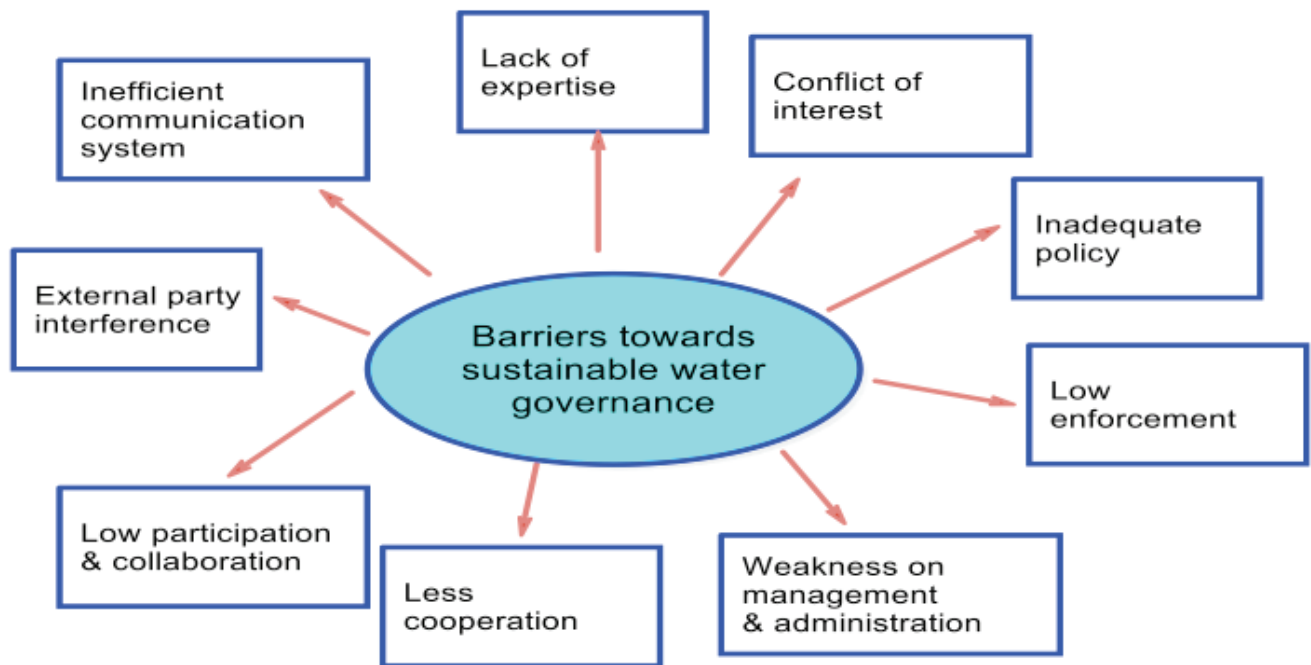 Lack of
expertise
Conflict of
interest
Inefficient
communication
system
Inadequate
policy
External party
interference
Barriers towards
sustainable water
governance
Low
enforcement
Low participation
& collaboration
Less
cooperation
Weakness on
management
& administration